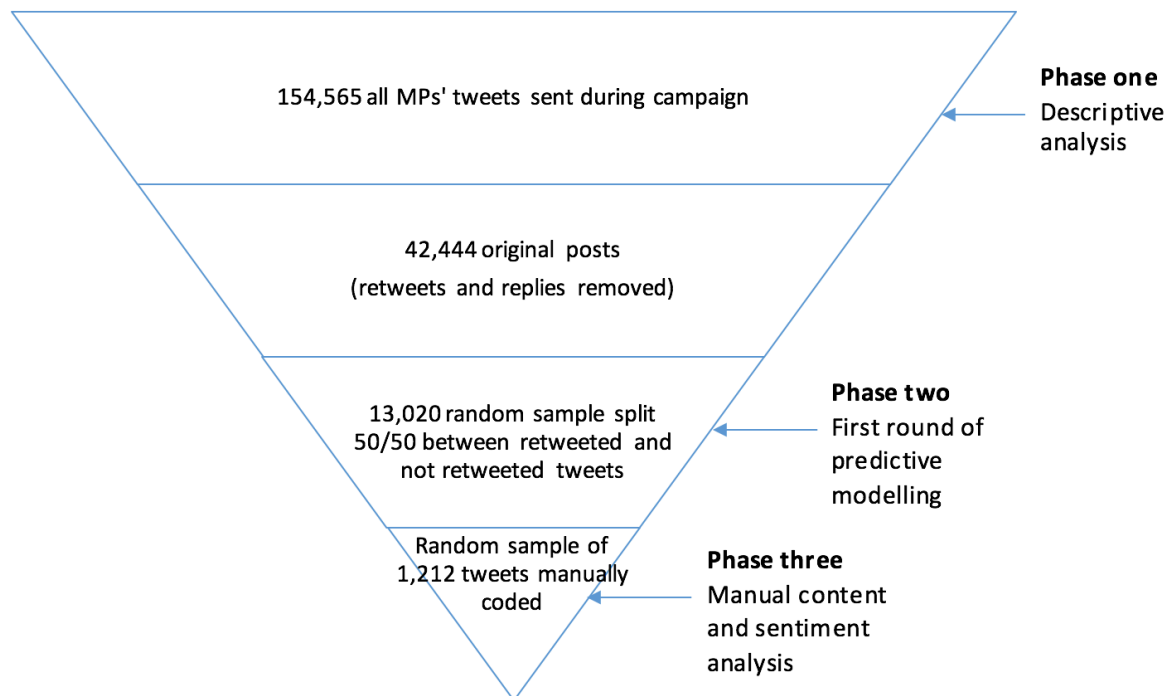 154,565 all MPs' tweets sent during campaign
Phase one
Descriptive
analysis
42,444 original posts
(retweets and replies removed)
13,020 random sample split
50/50 between retweeted and
not retweeted tweets
Phase two
First round of
predictive
modelling
Random sample of
1,212 tweets manually
coded
Phase three
Manual content
and sentiment
analysis